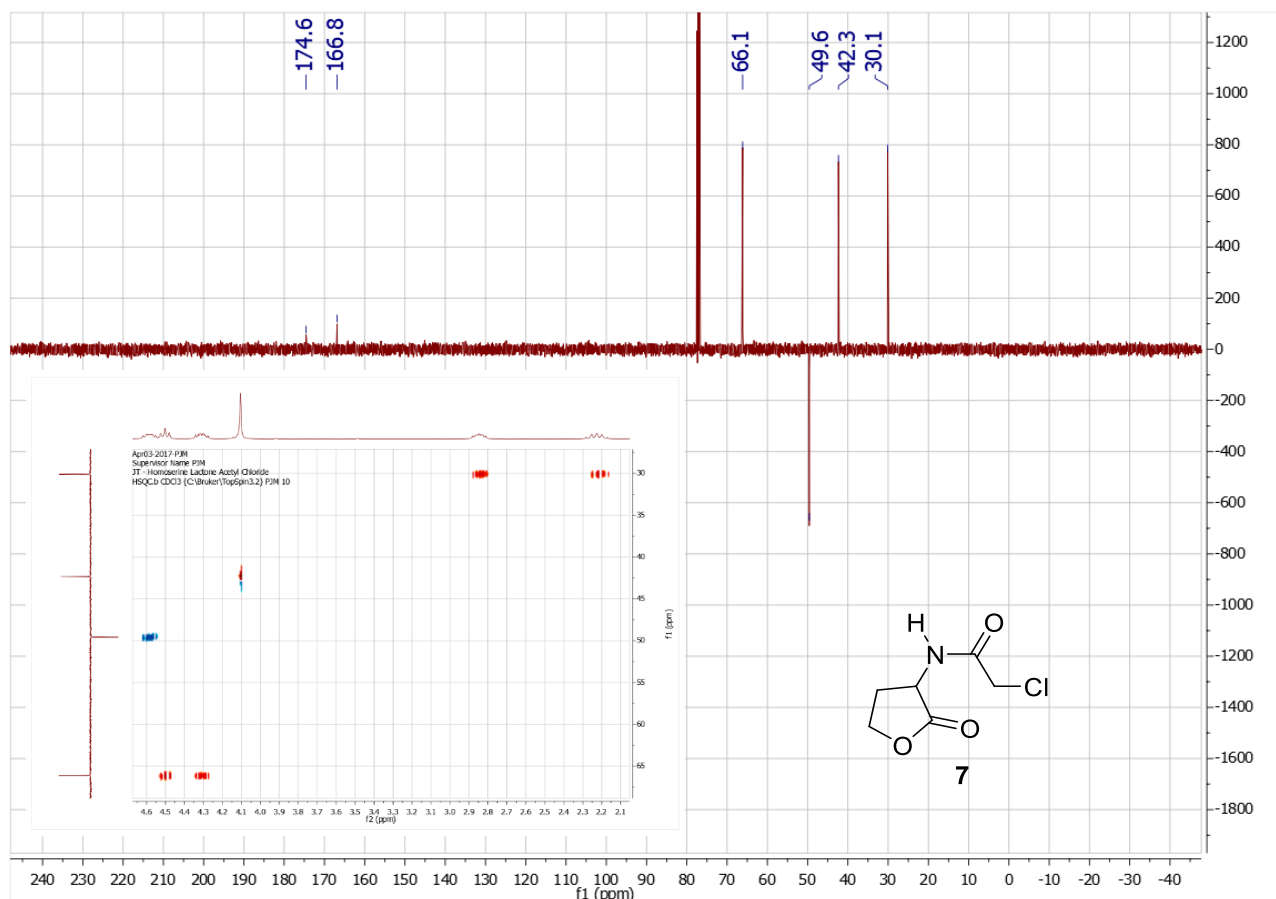 174.6
166.8
66.1
49.6
42.3
30.1
1200
1000
800
600
400
200
0
-200
-400
-600
-800
-1000
-1200
-1400
-1600
-1800
Apr03-2017-PJM
Supervisor Name PJM
JT - Homoserine Lactone Acetyl Chloride
HSQC.b CDCl3 {C:\Bruker\TopSpin3.2} PJM 10
30
35
40
45
50
55
60
65
f1 (ppm)
4.6 4.5 4.4 4.3 4.2 4.1 4.0 3.9 3.8 3.7 3.6 3.5 3.4 3.3 3.2 3.1 3.0 2.9 2.8 2.7 2.6 2.5 2.4 2.3 2.2 2.1
f2 (ppm)
H
O
N
Cl
O
O
7
240 230 220 210 200 190 180 170 160 150 140 130 120 110 100 90 80 70 60 50 40 30 20 10 0 -10 -20 -30 -40
f1 (ppm)